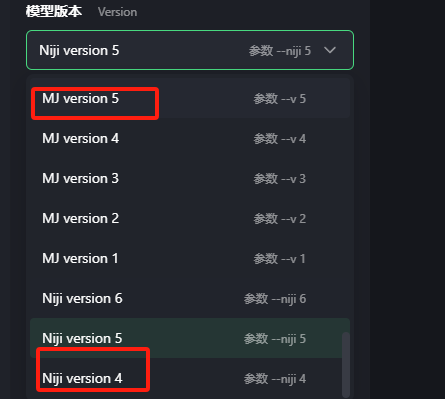 模型版本 Version
Niji version 5 参数 --niji 5
MJ version 5 参数 --v 5
MJ version 4 参数 --v 4
MJ version 3 参数 --v 3
MJ version 2 参数 --v 2
MJ version 1 参数 --v 1
Niji version 6 参数 --niji 6
Niji version 5 参数 --niji 5
Niji version 4 参数 --niji 4